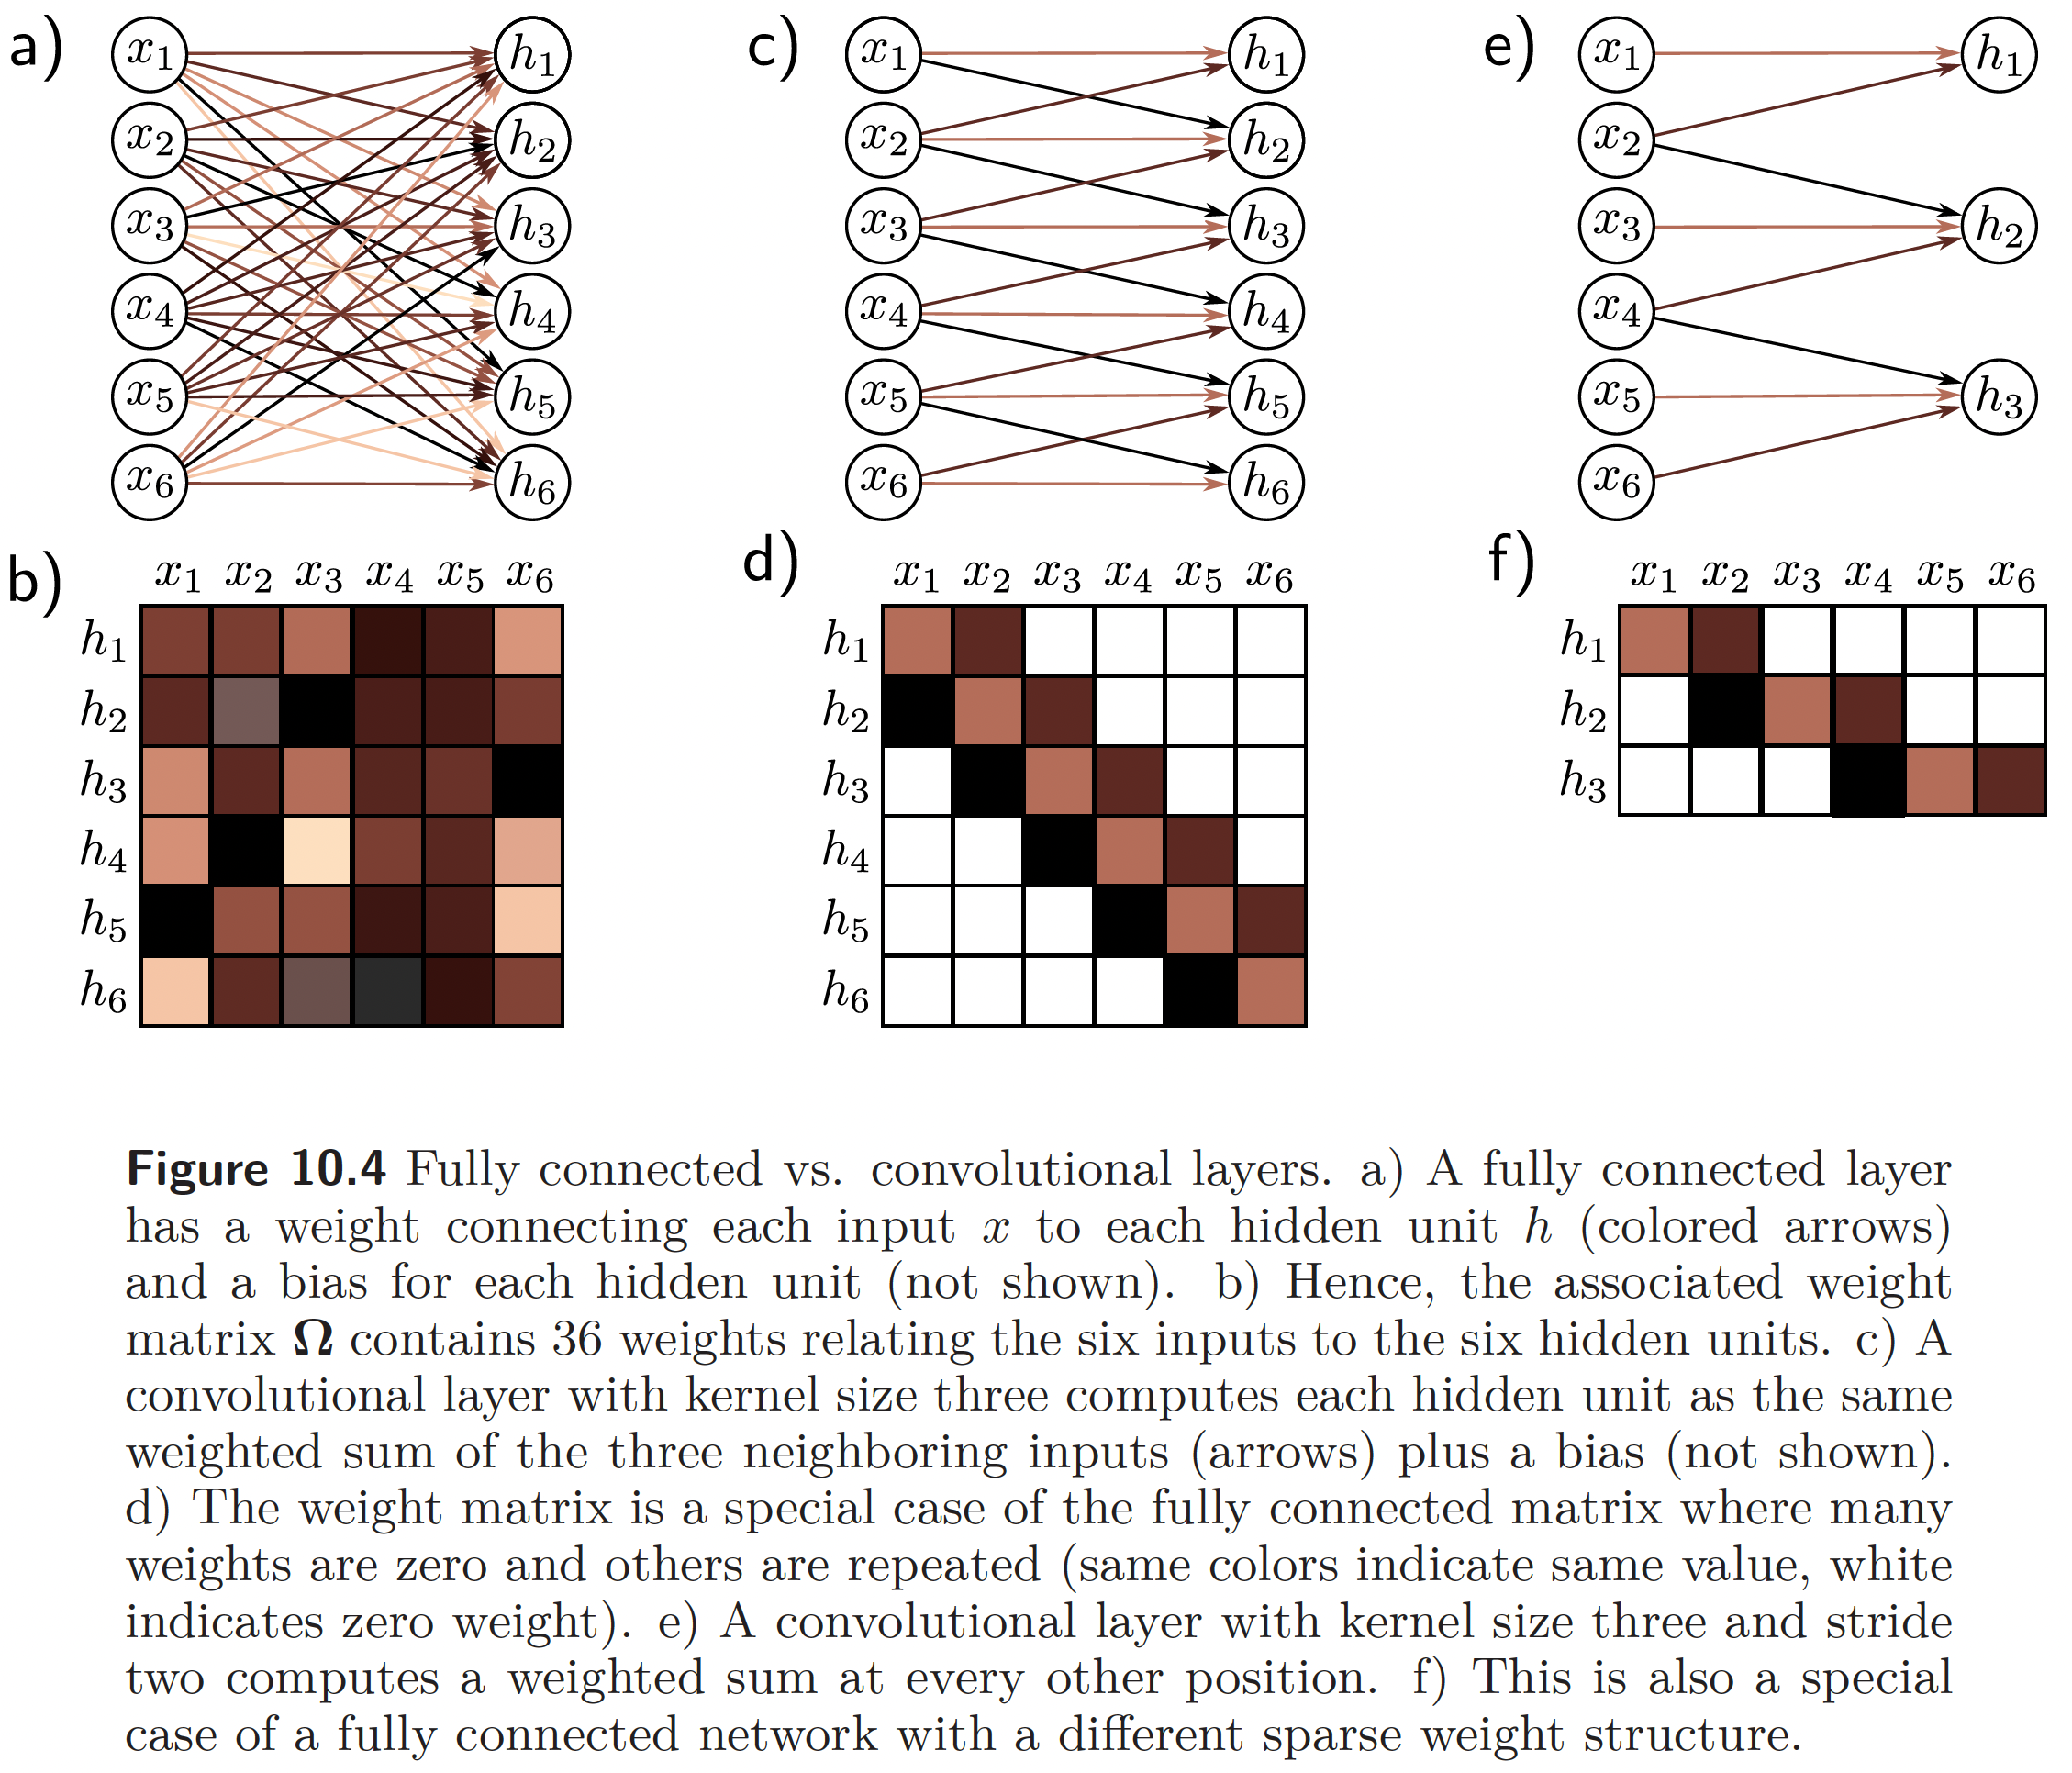 a)
x1
x2
x3
x4
x5
x6
h1
h2
h3
h4
h5
h6
c)
x1
x2
x3
x4
x5
x6
h1
h2
h3
h4
h5
h6
e)
x1
x2
x3
x4
x5
x6
h1
h2
h3
b)
x1 x2 x3 x4 x5 x6
h1
h2
h3
h4
h5
h6
d)
x1 x2 x3 x4 x5 x6
h1
h2
h3
h4
h5
h6
f)
x1 x2 x3 x4 x5 x6
h1
h2
h3
Figure 10.4 Fully connected vs. convolutional layers. a) A fully connected layer
has a weight connecting each input x to each hidden unit h (colored arrows)
and a bias for each hidden unit (not shown). b) Hence, the associated weight
matrix Ω contains 36 weights relating the six inputs to the six hidden units. c) A
convolutional layer with kernel size three computes each hidden unit as the same
weighted sum of the three neighboring inputs (arrows) plus a bias (not shown).
d) The weight matrix is a special case of the fully connected matrix where many
weights are zero and others are repeated (same colors indicate same value, white
indicates zero weight). e) A convolutional layer with kernel size three and stride
two computes a weighted sum at every other position. f) This is also a special
case of a fully connected network with a different sparse weight structure.